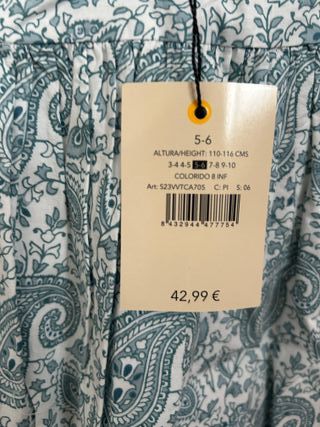 5-6
ALTURA/HEIGHT: 110-116 CMS
3-4 4-5 5-6 7-8 9-10
COLORIDO 8 INF
Art: S23VVTCA705 C: PI S: 06
8 432944 477754
42,99 €